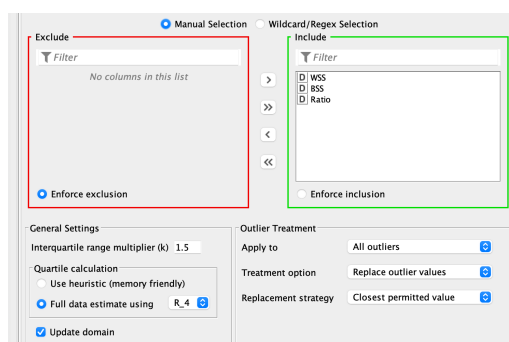 Manual Selection Wildcard/Regex Selection
Exclude
Filter
No columns in this list
Enforce exclusion
>
»
<
«
Include
Filter
D WSS
D BSS
D Ratio
Enforce inclusion
General Settings
Interquartile range multiplier (k) 1.5
Quartile calculation
Use heuristic (memory friendly)
Full data estimate using R_4
Update domain
Outlier Treatment
Apply to All outliers
Treatment option Replace outlier values
Replacement strategy Closest permitted value